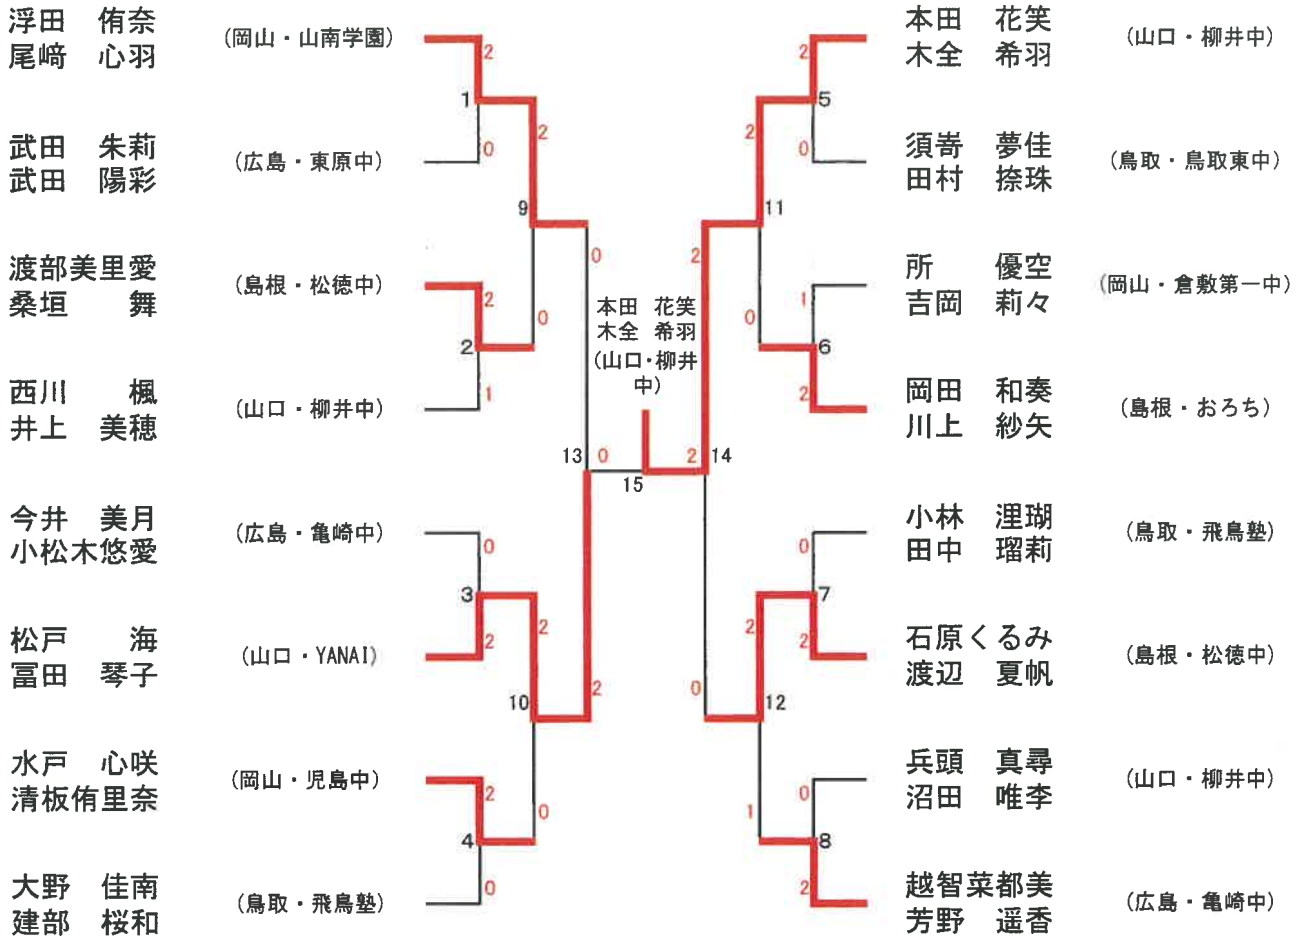 浮田　侑奈
尾﨑　心羽
(岡山・山南学園)
武田　朱莉
武田　陽彩
(広島・東原中)
渡部美里愛
桑垣　　舞
(島根・松徳中)
西川　　楓
井上　美穂
(山口・柳井中)
今井　美月
小松木悠愛
(広島・亀崎中)
松戸　　海
冨田　琴子
(山口・YANAI)
水戸　心咲
清板侑里奈
(岡山・児島中)
大野　佳南
建部　桜和
(鳥取・飛鳥塾)
2
1
0
2
2
1
0
3
2
2
4
0
2
9
0
2
10
0
0
13
2
0
15
2
本田　花笑
木全　希羽
(山口・柳井
中)
14
2
0
2
11
0
2
12
1
2
5
0
1
6
2
0
7
2
0
8
2
本田　花笑
木全　希羽
(山口・柳井中)
須嵜　夢佳
田村　捺珠
(鳥取・鳥取東中)
所　　優空
吉岡　莉々
(岡山・倉敷第一中)
岡田　和奏
川上　紗矢
(島根・おろち)
小林　浬瑚
田中　瑠莉
(鳥取・飛鳥塾)
石原くるみ
渡辺　夏帆
(島根・松徳中)
兵頭　真尋
沼田　唯李
(山口・柳井中)
越智菜都美
芳野　遥香
(広島・亀崎中)